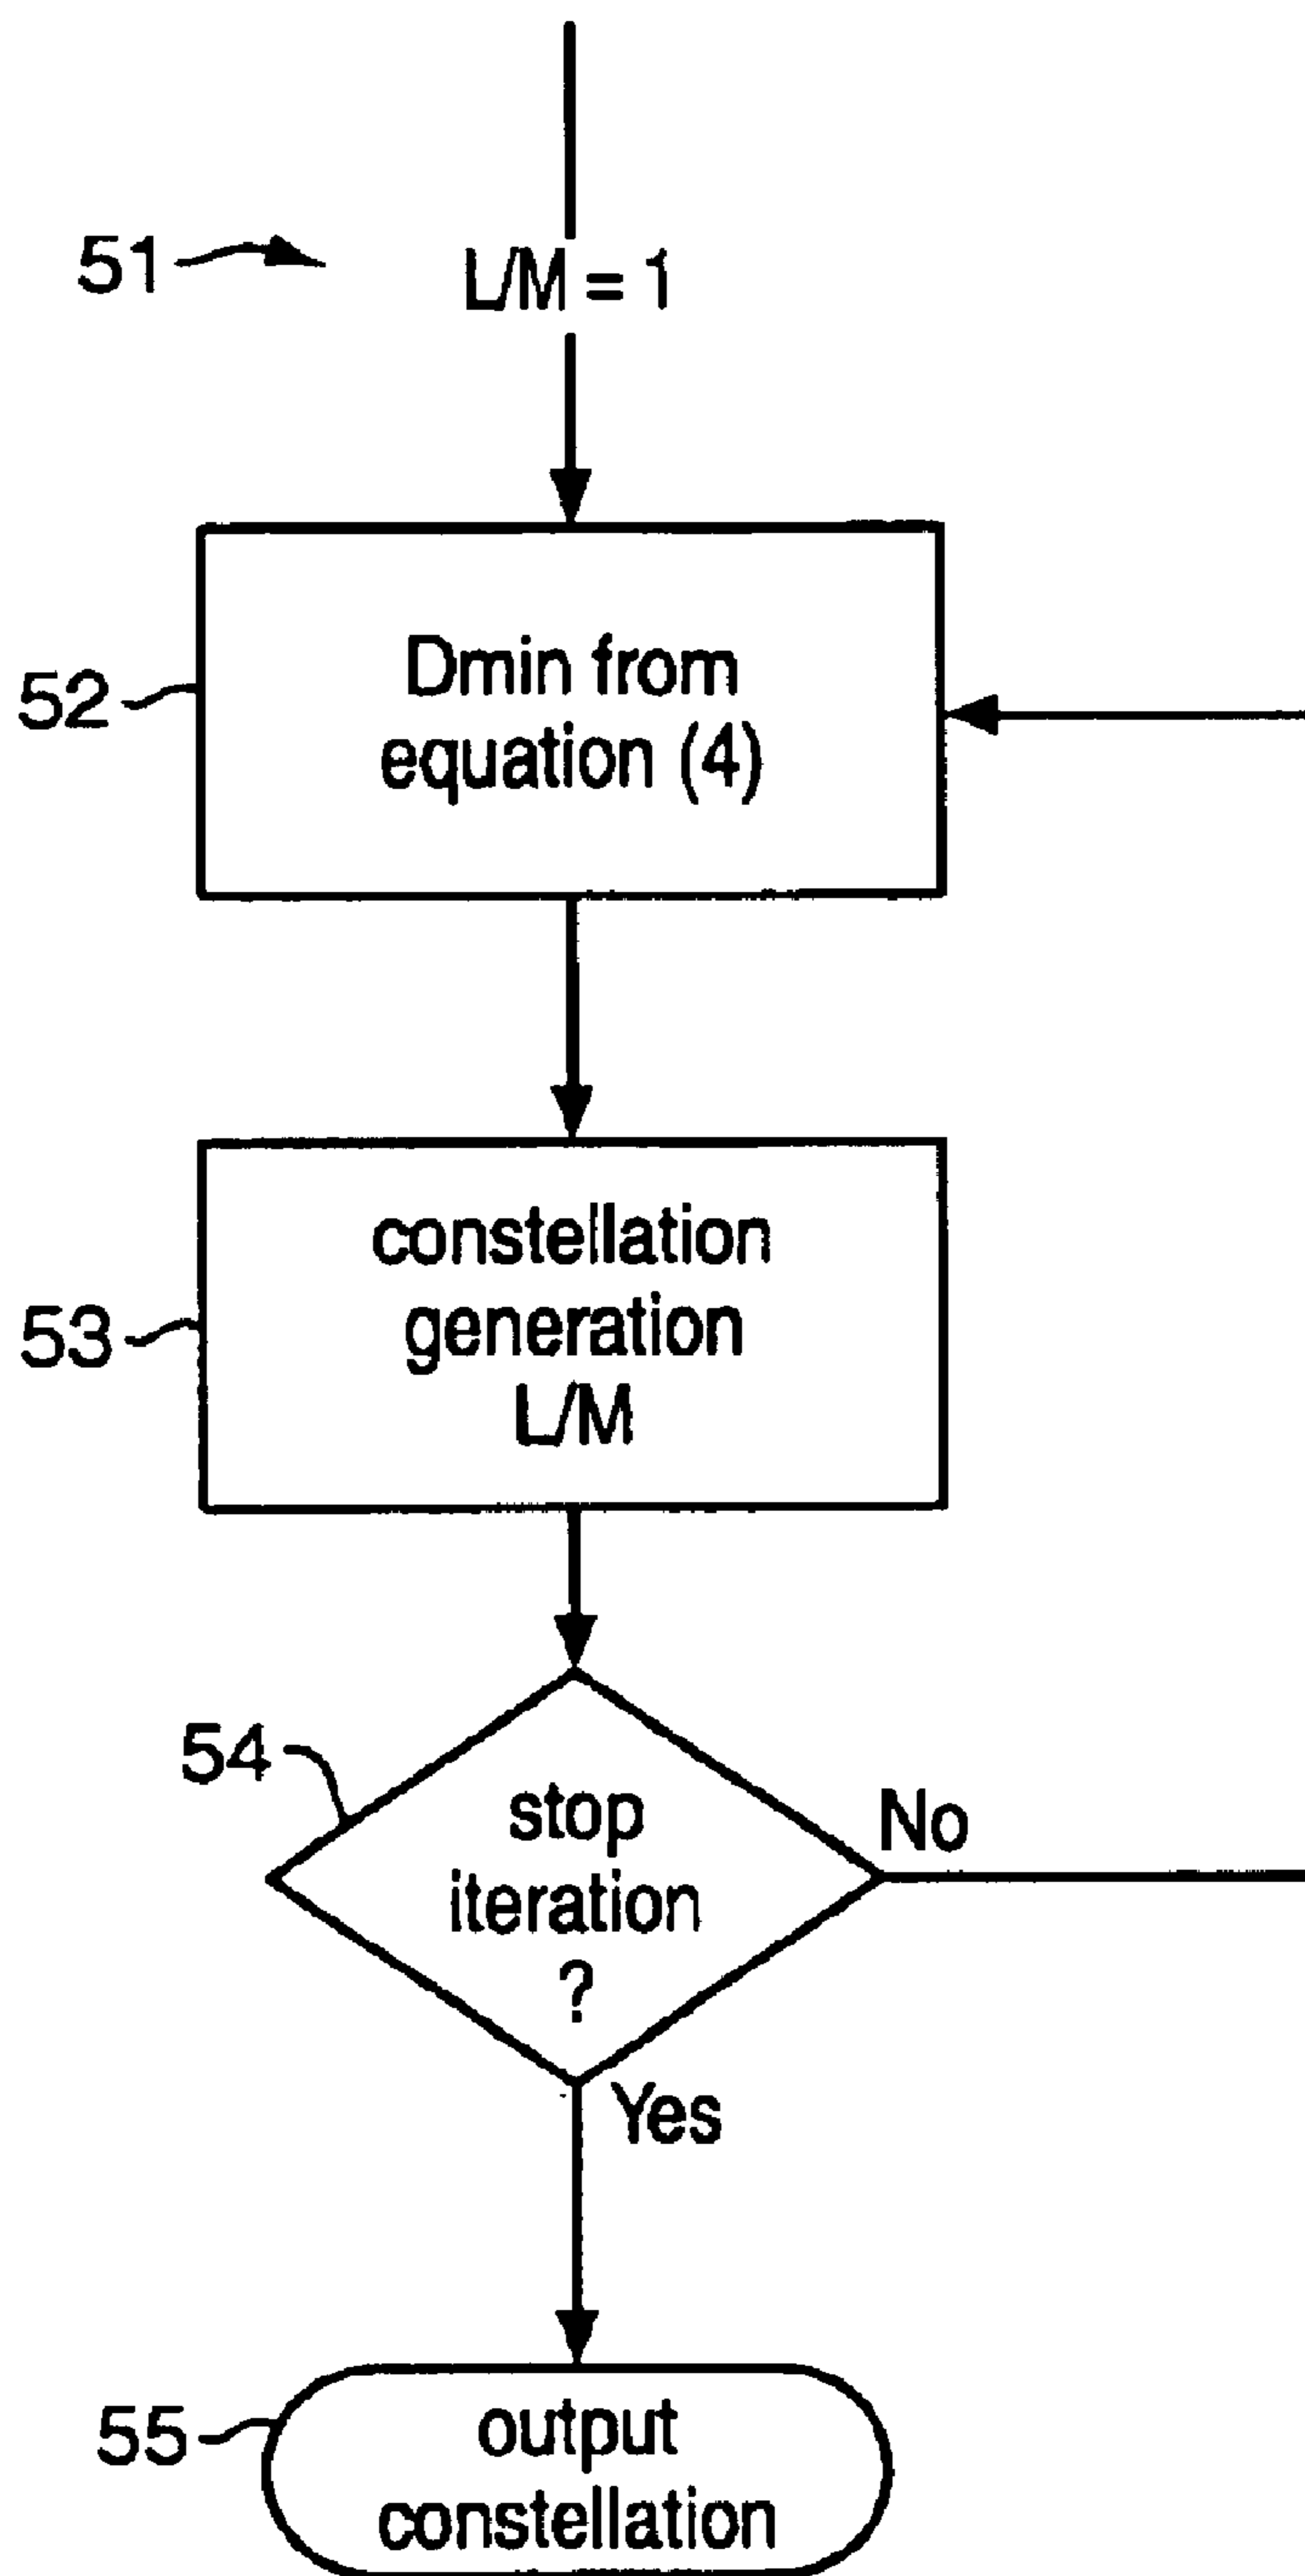 51
L/M = 1
52
Dmin from
equation (4)
53
constellation
generation
L/M
54
stop
iteration
?
No
Yes
55
output
constellation